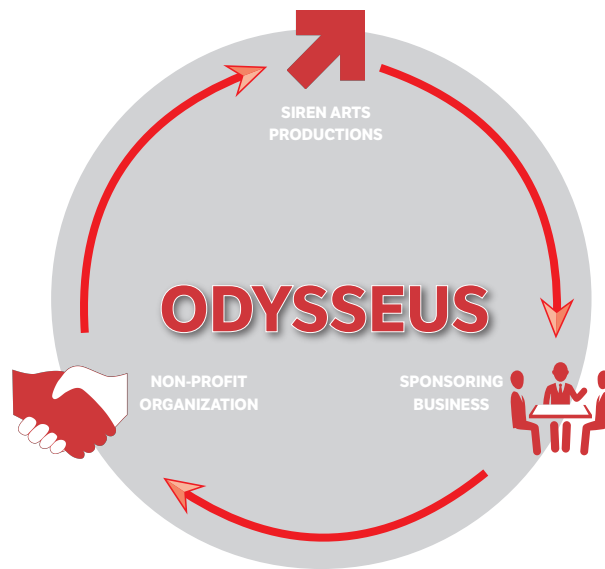 SIREN ARTS
PRODUCTIONS
ODYSSEUS
NON-PROFIT
ORGANIZATION
SPONSORING
BUSINESS